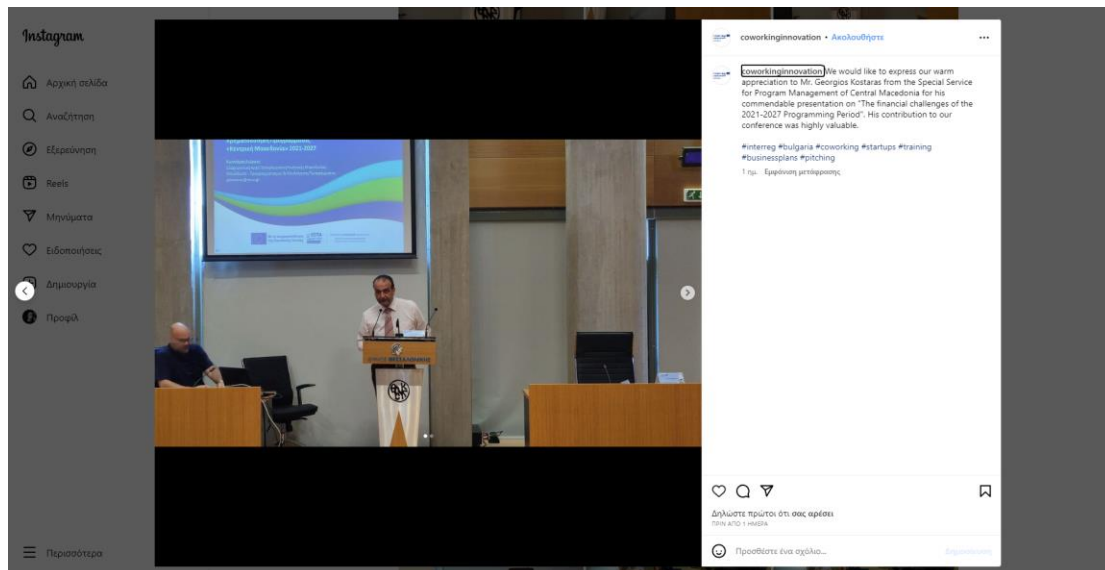 Instagram
Αρχική σελίδα
Αναζήτηση
Εξερεύνηση
Reels
Μηνύματα
Ειδοποιήσεις
Δημιουργία
Προφίλ
Περισσότερα
«Κεντρική Μακεδονία» 2021-2027
ΔΗΜΟΣ ΘΕΣΣΑΛΟΝΙΚΗΣ
coworkinginnovation • Ακολουθήστε
coworkinginnovation We would like to express our warm
appreciation to Mr. Georgios Kostaras from the Special Service
for Program Management of Central Macedonia for his
commendable presentation on "The financial challenges of the
2021-2027 Programming Period". His contribution to our
conference was highly valuable.
#interreg #bulgaria #coworking #startups #training
#businessplans #pitching
1 ημ. Εμφάνιση μετάφρασης
Δηλώστε πρώτοι ότι σας αρέσει
ΠΡΙΝ ΑΠΟ 1 ΗΜΕΡΑ
Προσθέστε ένα σχόλιο...
Δημοσίευση